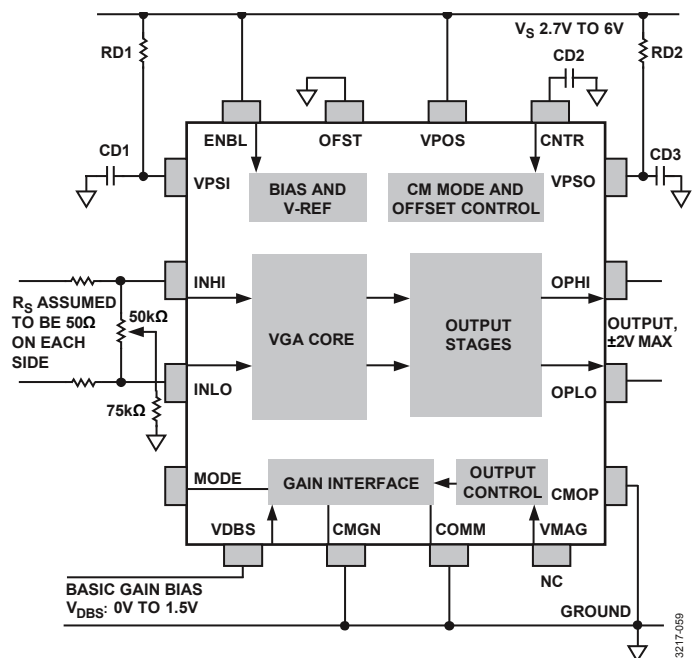 V_S 2.7V TO 6V
RD1
RD2
CD2
ENBL
OFST
VPOS
CNTR
CD1
CD3
VPSI
VPSO
BIAS AND
V-REF
CM MODE AND
OFFSET CONTROL
INHI
OPHI
R_S ASSUMED
TO BE 50Ω
ON EACH
SIDE
50kΩ
VGA CORE
OUTPUT
STAGES
OUTPUT,
±2V MAX
INLO
OPLO
75kΩ
MODE
GAIN INTERFACE
OUTPUT
CONTROL
CMOP
VDBS
CMGN
COMM
VMAG
NC
BASIC GAIN BIAS
V_DBS: 0V TO 1.5V
GROUND
3217-059